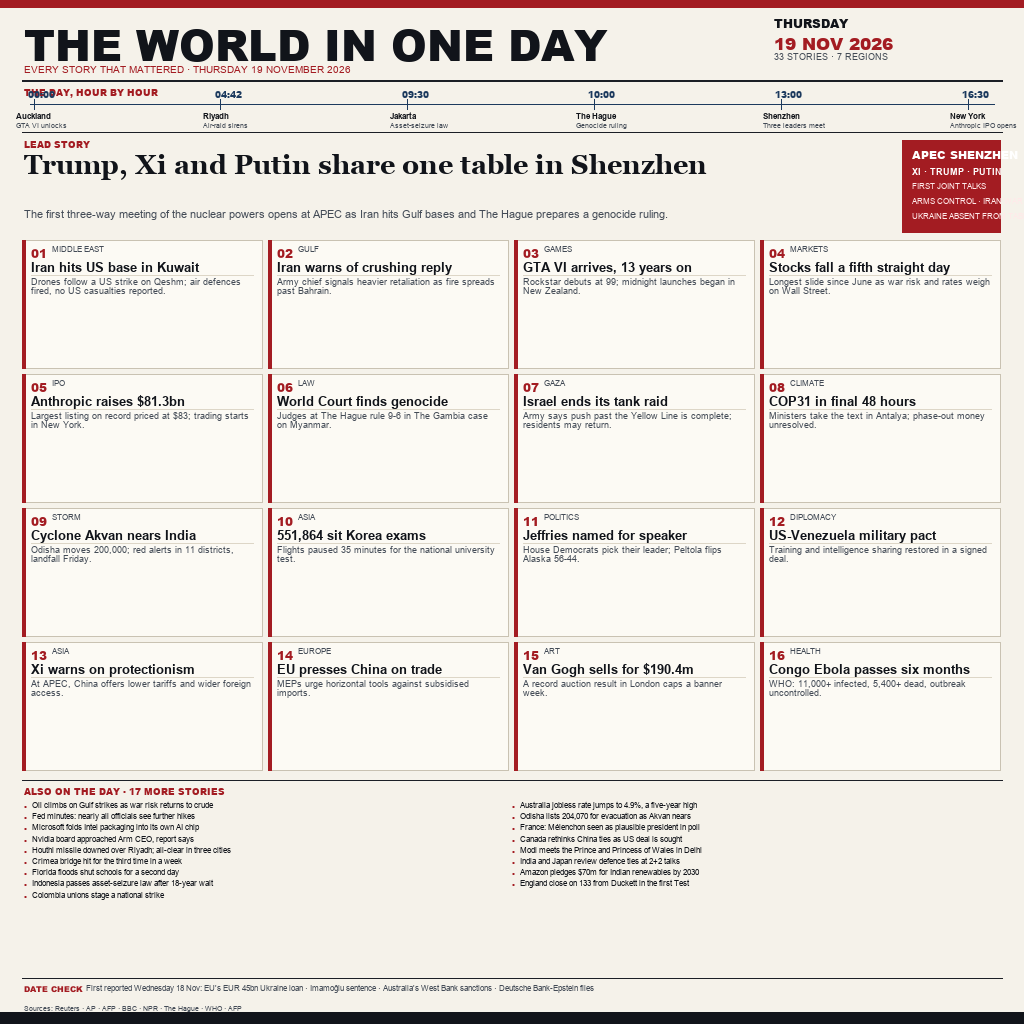 THE WORLD IN ONE DAY
EVERY STORY THAT MATTERED · THURSDAY 19 NOVEMBER 2026
THURSDAY
19 NOV 2026
33 STORIES · 7 REGIONS
THE DAY, HOUR BY HOUR
00:00
Auckland
GTA VI unlocks
04:42
Riyadh
Air-raid sirens
09:30
Jakarta
Asset-seizure law
10:00
The Hague
Genocide ruling
13:00
Shenzhen
Three leaders meet
16:30
New York
Anthropic IPO opens
LEAD STORY
Trump, Xi and Putin share one table in Shenzhen
The first three-way meeting of the nuclear powers opens at APEC as Iran hits Gulf bases and The Hague prepares a genocide ruling.
APEC SHENZHEN
XI · TRUMP · PUTIN
FIRST JOINT TALKS
ARMS CONTROL · IRAN
UKRAINE ABSENT FROM
01 MIDDLE EAST
Iran hits US base in Kuwait
Drones follow a US strike on Qeshm; air defences
fired, no US casualties reported.
02 GULF
Iran warns of crushing reply
Army chief signals heavier retaliation as fire spreads
past Bahrain.
03 GAMES
GTA VI arrives, 13 years on
Rockstar debuts at 99; midnight launches began in
New Zealand.
04 MARKETS
Stocks fall a fifth straight day
Longest slide since June as war risk and rates weigh
on Wall Street.
05 IPO
Anthropic raises $81.3bn
Largest listing on record priced at $83; trading starts
in New York.
06 LAW
World Court finds genocide
Judges at The Hague rule 9-6 in The Gambia case
on Myanmar.
07 GAZA
Israel ends its tank raid
Army says push past the Yellow Line is complete;
residents may return.
08 CLIMATE
COP31 in final 48 hours
Ministers take the text in Antalya; phase-out money
unresolved.
09 STORM
Cyclone Akvan nears India
Odisha moves 200,000; red alerts in 11 districts,
landfall Friday.
10 ASIA
551,864 sit Korea exams
Flights paused 35 minutes for the national university
test.
11 POLITICS
Jeffries named for speaker
House Democrats pick their leader; Peltola flips
Alaska 56-44.
12 DIPLOMACY
US-Venezuela military pact
Training and intelligence sharing restored in a signed
deal.
13 ASIA
Xi warns on protectionism
At APEC, China offers lower tariffs and wider foreign
access.
14 EUROPE
EU presses China on trade
MEPs urge horizontal tools against subsidised
imports.
15 ART
Van Gogh sells for $190.4m
A record auction result in London caps a banner
week.
16 HEALTH
Congo Ebola passes six months
WHO: 11,000+ infected, 5,400+ dead, outbreak
uncontrolled.
ALSO ON THE DAY · 17 MORE STORIES
Oil climbs on Gulf strikes as war risk returns to crude
Fed minutes: nearly all officials see further hikes
Microsoft folds Intel packaging into its own AI chip
Nvidia board approached Arm CEO, report says
Houthi missile downed over Riyadh; all-clear in three cities
Crimea bridge hit for the third time in a week
Florida floods shut schools for a second day
Indonesia passes asset-seizure law after 18-year wait
Colombia unions stage a national strike
Australia jobless rate jumps to 4.9%, a five-year high
Odisha lists 204,070 for evacuation as Akvan nears
France: Mélenchon seen as plausible president in poll
Canada rethinks China ties as US deal is sought
Modi meets the Prince and Princess of Wales in Delhi
India and Japan review defence ties at 2+2 talks
Amazon pledges $70m for Indian renewables by 2030
England close on 133 from Duckett in the first Test
DATE CHECK First reported Wednesday 18 Nov: EU's EUR 45bn Ukraine loan · Imamoğlu sentence · Australia's West Bank sanctions · Deutsche Bank-Epstein files
Sources: Reuters · AP · AFP · BBC · NPR · The Hague · WHO · AFP